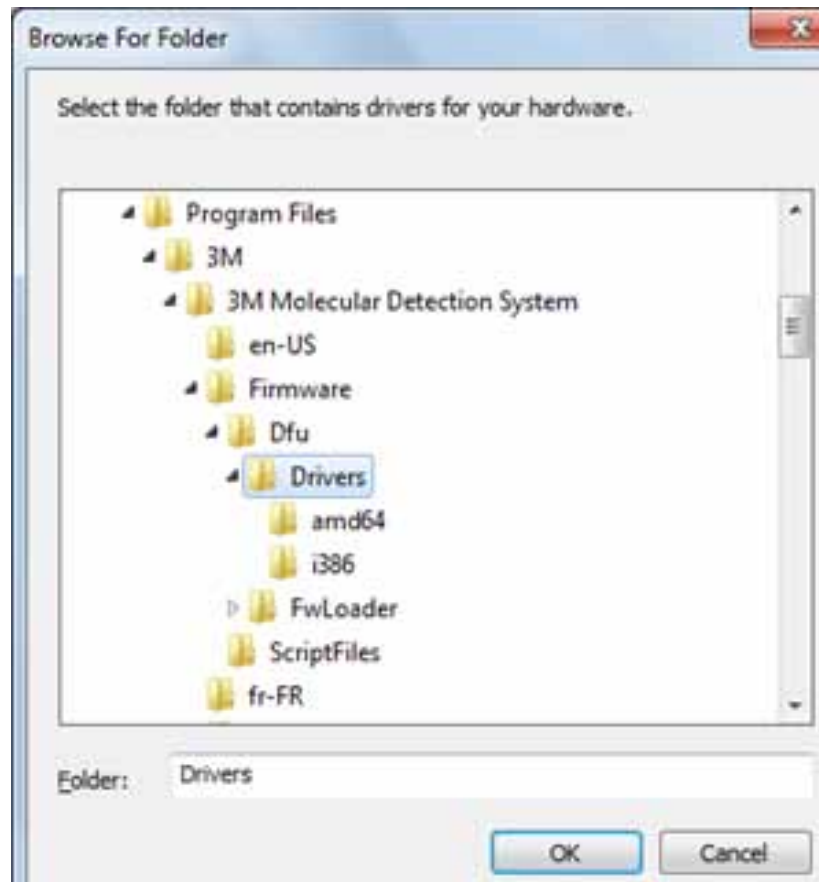 Browse For Folder
Select the folder that contains drivers for your hardware.
Program Files
3M
3M Molecular Detection System
en-US
Firmware
Dfu
Drivers
amd64
i386
FwLoader
ScriptFiles
fr-FR
Folder: Drivers
OK Cancel